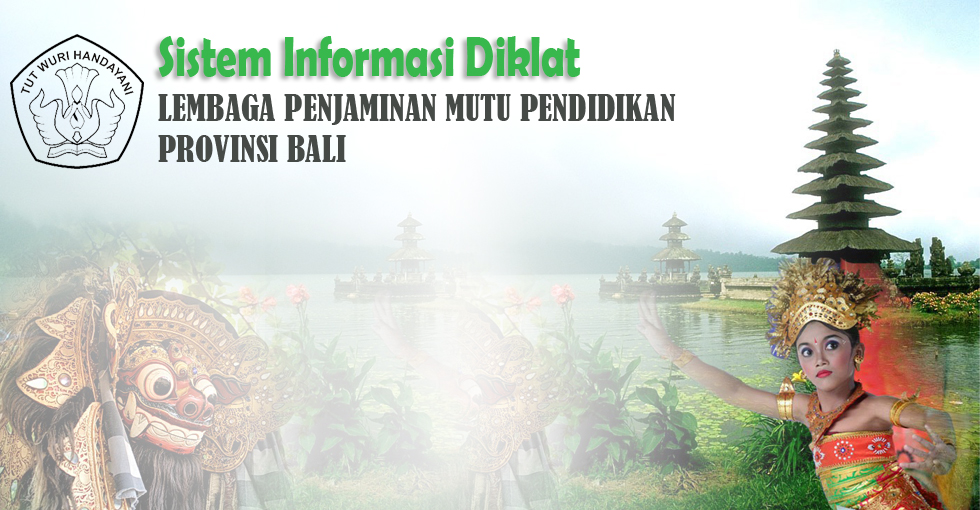 TUT WURI HANDAYANI
Sistem Informasi Diklat
LEMBAGA PENJAMINAN MUTU PENDIDIKAN
PROVINSI BALI